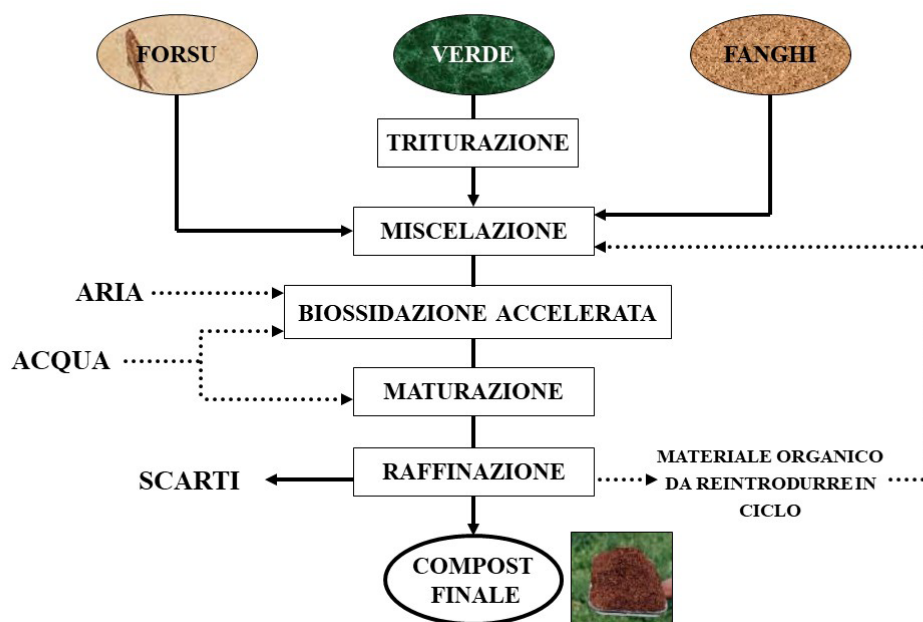 FORSU
VERDE
FANGHI
TRITURAZIONE
MISCELAZIONE
ARIA
BIOSSIDAZIONE ACCELERATA
ACQUA
MATURAZIONE
SCARTI
RAFFINAZIONE
MATERIALE ORGANICO
DA REINTRODURRE IN
CICLO
COMPOST
FINALE